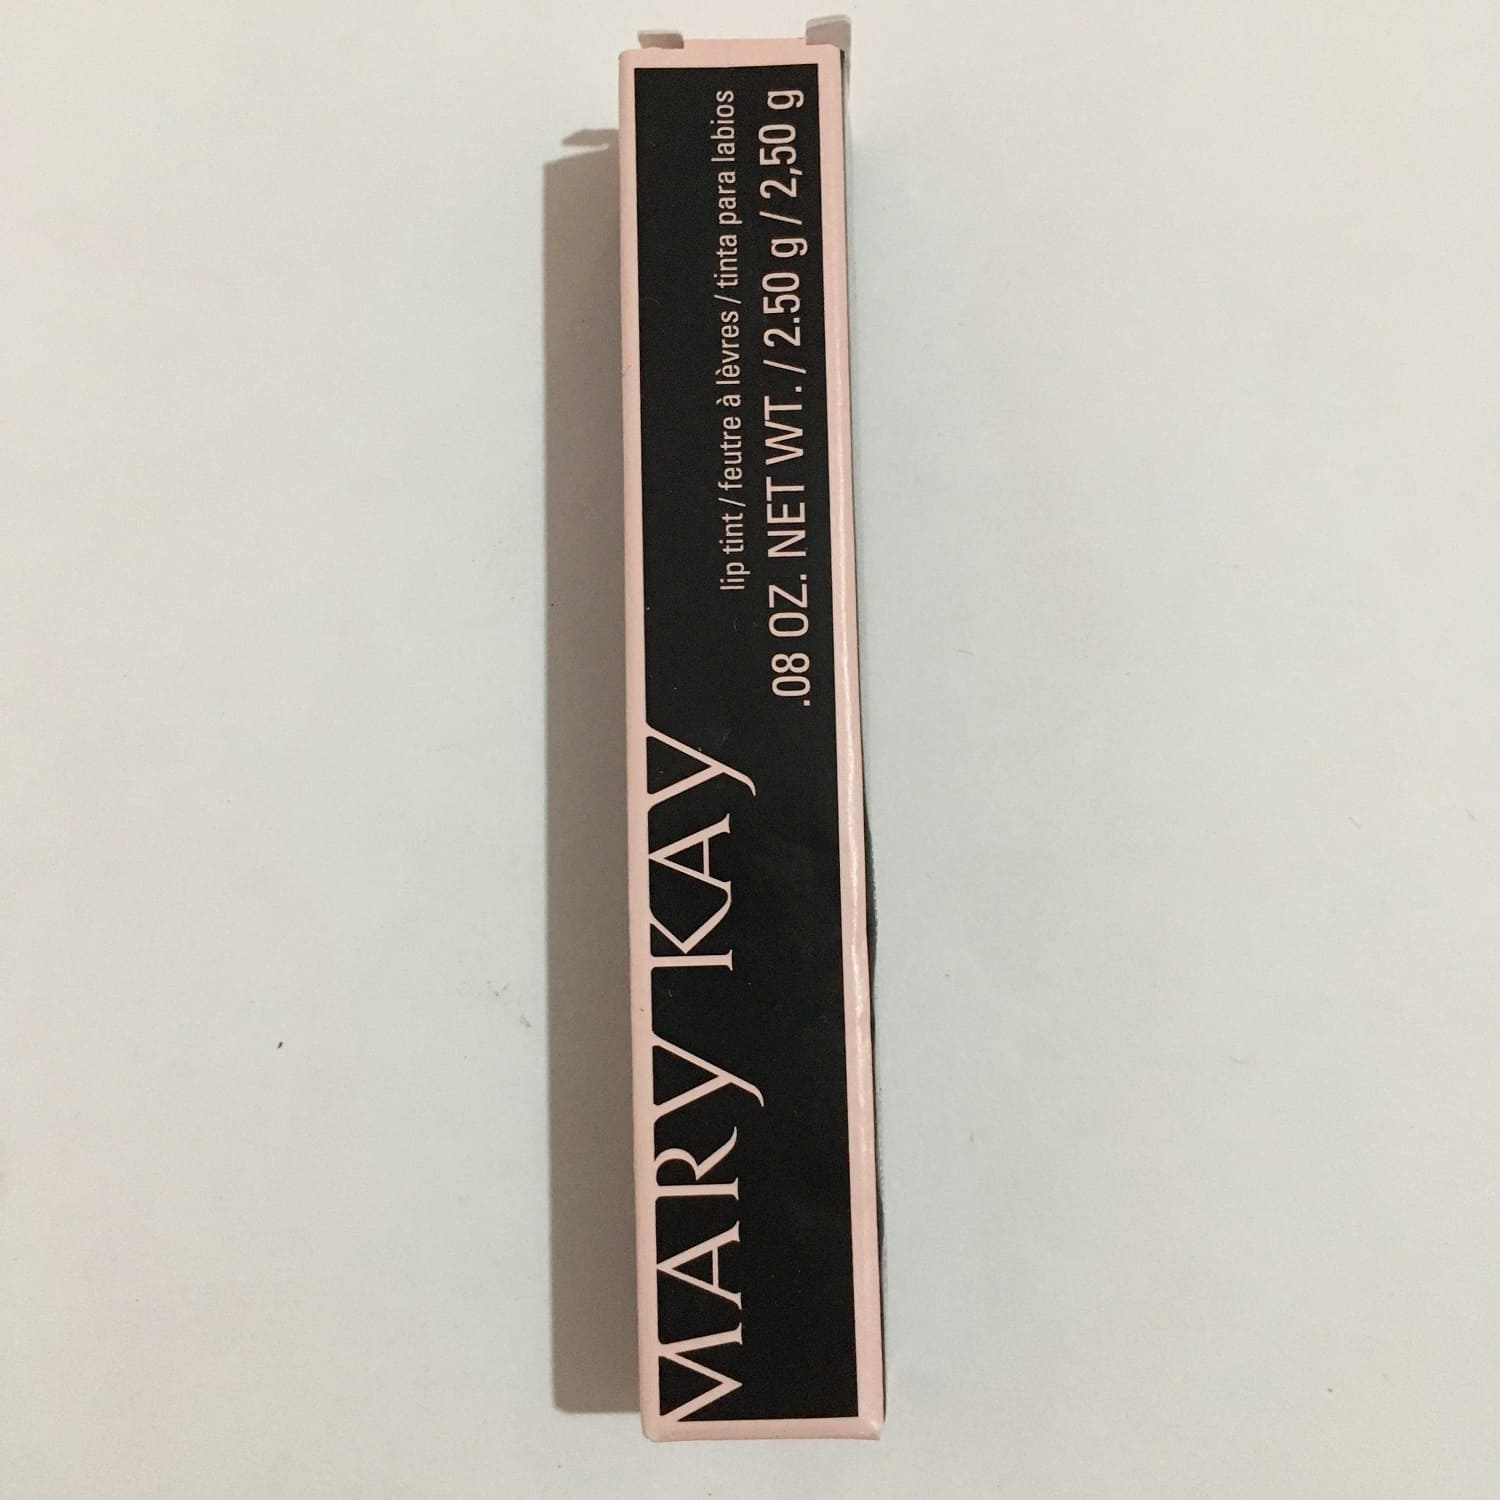 MARY KAY
lip tint / feutre à lèvres / tinta para labios
.08 OZ. NET WT. / 2.50 g / 2,50 g